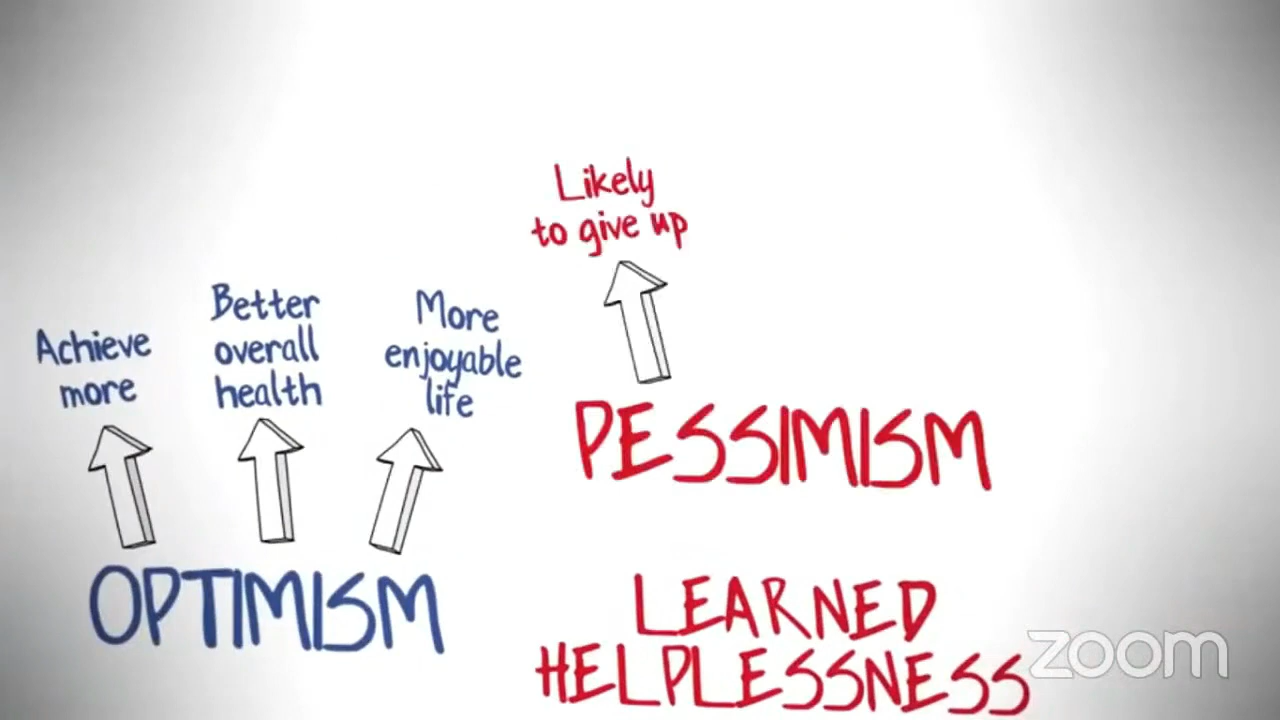 Achieve
more
Better
overall
health
More
enjoyable
life
OPTIMISM
Likely
to give up
PESSIMISM
LEARNED
HELPLESSNESS
zoom